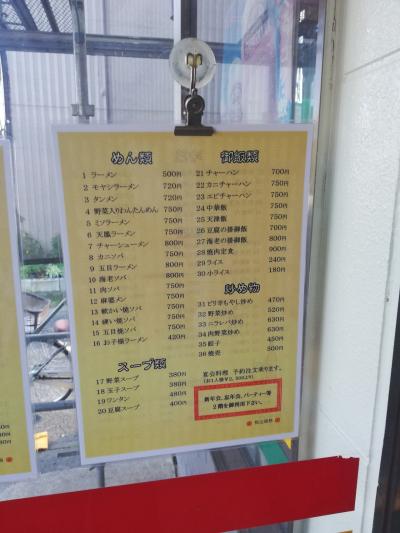 めん類
1 ラーメン 500円
2 モヤシラーメン 720円
3 タンメン 720円
4 野菜入りわんたんめん 750円
5 ミソラーメン 750円
6 天風ラーメン 750円
7 チャーシューメン 800円
8 カニソバ 750円
9 五目ラーメン 800円
10 海老ソバ 800円
11 肉ソバ 750円
12 麻婆メン 750円
13 軟かい焼ソバ 750円
14 硬い焼ソバ 750円
15 五目焼ソバ 750円
16 お子様ラーメン 420円
スープ類
17 野菜スープ 380円
18 玉子スープ 380円
19 ワンタン 480円
20 豆腐スープ 400円
御飯類
21 チャーハン 700円
22 カニチャーハン 750円
23 エビチャーハン 750円
24 中華飯 750円
25 天津飯 750円
26 豆腐の掛御飯 700円
27 海老の掛御飯 800円
28 焼肉定食 900円
29 ライス 240円
30 小ライス 180円
炒め物
31 ピリ辛もやし炒め 470円
32 野菜炒め 520円
33 ニラレバ炒め 630円
34 肉野菜炒め 630円
35 餃子 450円
36 焼売 500円
宴会料理 予約注文承ります。
新年会、忘年会、パーティー等
2階を御利用下さい。